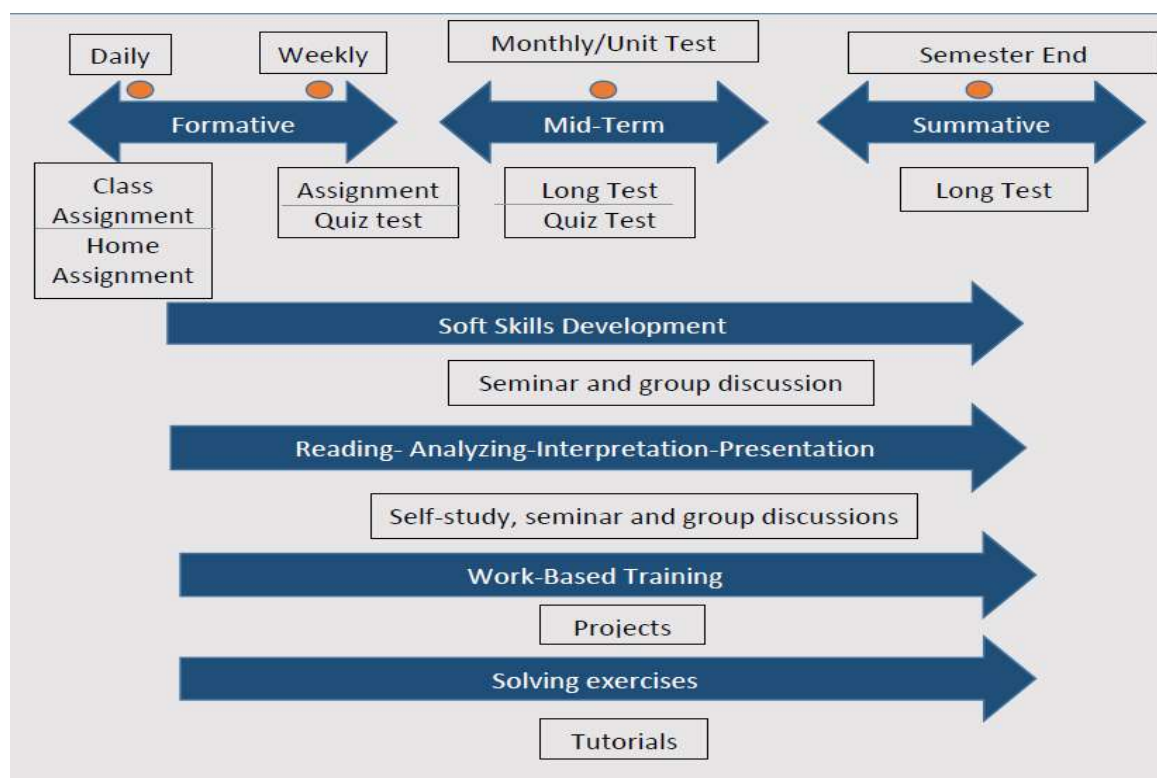 Daily
Weekly
Monthly/Unit Test
Semester End
Formative
Mid-Term
Summative
Class
Assignment
Home
Assignment
Assignment
Quiz test
Long Test
Quiz Test
Long Test
Soft Skills Development
Seminar and group discussion
Reading- Analyzing-Interpretation-Presentation
Self-study, seminar and group discussions
Work-Based Training
Projects
Solving exercises
Tutorials